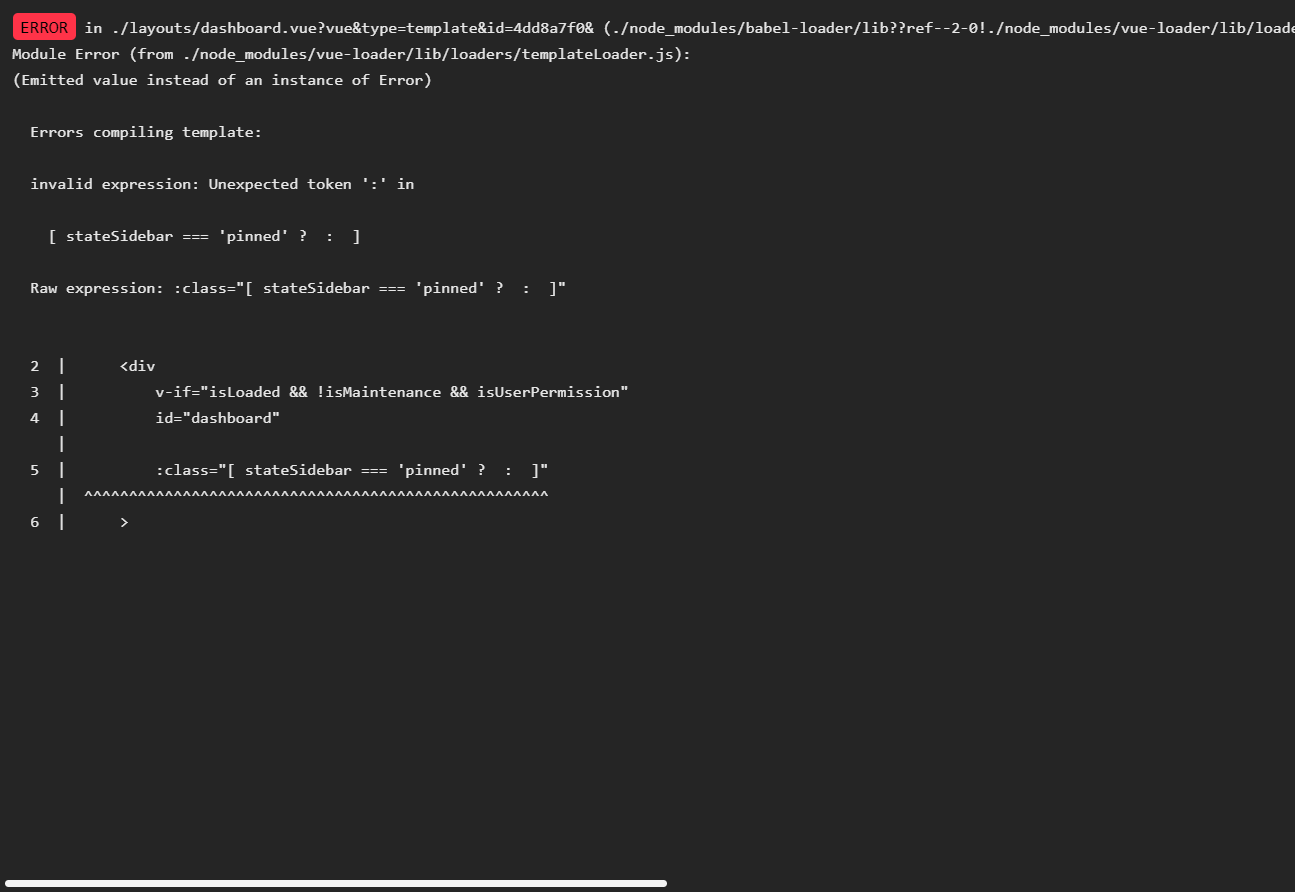 ERROR in ./layouts/dashboard.vue?vue&type=template&id=4dd8a7f0& (./node_modules/babel-loader/lib??ref--2-0!./node_modules/vue-loader/lib/loade
Module Error (from ./node_modules/vue-loader/lib/loaders/templateLoader.js):
(Emitted value instead of an instance of Error)
Errors compiling template:
invalid expression: Unexpected token ':' in
[ stateSidebar === 'pinned' ?  :  ]
Raw expression: :class="[ stateSidebar === 'pinned' ?  :  ]"
2  |      <div
3  |          v-if="isLoaded && !isMaintenance && isUserPermission"
4  |          id="dashboard"
|
5  |          :class="[ stateSidebar === 'pinned' ?  :  ]"
|  ^^^^^^^^^^^^^^^^^^^^^^^^^^^^^^^^^^^^^^^^^^^^^^^^^^^^
6  |      >